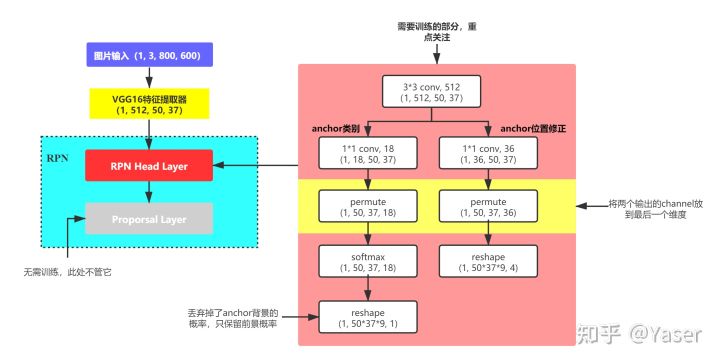 需要训练的部分，重
点关注
图片输入（1, 3, 800, 600）
VGG16特征提取器
(1, 512, 50, 37)
RPN
RPN Head Layer
Proporsal Layer
无需训练，此处不管它
3*3 conv, 512
(1, 512, 50, 37)
anchor类别
anchor位置修正
1*1 conv, 18
(1, 18, 50, 37)
1*1 conv, 36
(1, 36, 50, 37)
permute
(1, 50, 37, 18)
permute
(1, 50, 37, 36)
将两个输出的channel放
到最后一个维度
softmax
(1, 50, 37, 18)
reshape
(1, 50*37*9, 4)
丢弃掉了anchor背景的
概率，只保留前景概率
reshape
(1, 50*37*9, 1)
知乎 @Yaser